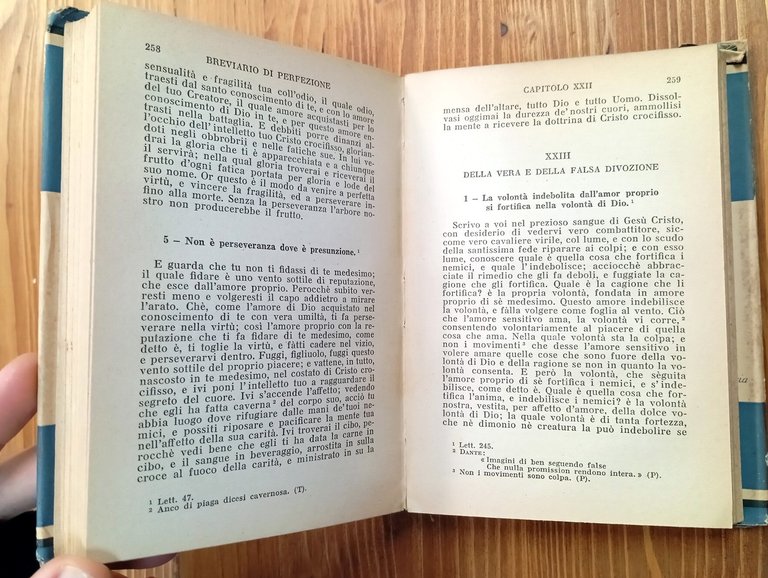 258
BREVIARIO DI PERFEZIONE
sensualità e fragilità tua coll'odio, il quale odio,
traesti dal santo conoscimento di te, e con lo amore
del tuo Creatore, il quale amore acquistasti per lo
conoscimento di Dio in te, e per questo amore en-
trasti nella battaglia. E debbiti porre dinanzi al-
l'occhio dell'intelletto tuo Cristo crocifisso, glorian-
doti negli obbrobrii e nelle fatiche sue. In lui ve-
drai la gloria che ti è apparecchiata e a chiunque
il servirà; nella qual gloria troverai e riceverai il
frutto d'ogni fatica portata per gloria e lode del
suo nome. Or questo è il modo da venire a perfetta
virtù, e vincere la fragilità, ed a perseverare in-
fino alla morte. Senza la perseveranza l'arbore no-
stro non producerebbe il frutto.
5 — Non è perseveranza dove è presunzione.¹
E guarda che tu non ti fidassi di te medesimo;
il quale fidare è uno vento sottile di reputazione,
che esce dall'amore proprio. Perocchè subito ver-
resti meno e volgeresti il capo addietro a mirare
l'arato. Chè, come l'amore di Dio acquistato nel
conoscimento di te con vera umiltà, ti fa perse-
verare nella virtù; così l'amore proprio con la re-
putazione che ti fa fidare di te medesimo, come
detto è, ti toglie la virtù, e fàtti cadere nel vizio,
e perseverarvi dentro. Fuggi, figliuolo, fuggi questo
vento sottile del proprio piacere; e vattene, in tutto,
nascosto in te medesimo, nel costato di Cristo cro-
cifisso, e ivi poni l'intelletto tuo a ragguardare il
segreto del cuore. Ivi s'accende l'affetto; vedendo
che egli ha fatta caverna² del corpo suo, acciò tu
abbia luogo dove rifugiare dalle mani de' tuoi ne-
mici, e possiti riposare e pacificare la mente tua
nell'affetto della sua carità. Ivi troverai il cibo, pe-
rocchè vedi bene che egli ti ha data la carne in
cibo, e il sangue in beveraggio, arrostita in sulla
croce al fuoco della carità, e ministrato in su la
¹ Lett. 47.
² Anco di piaga dicesi cavernosa. (T).
CAPITOLO XXII
259
mensa dell'altare, tutto Dio e tutto Uomo. Dissol-
vasi oggimai la durezza de' nostri cuori, ammollisi
la mente a ricevere la dottrina di Cristo crocifisso.
XXIII
DELLA VERA E DELLA FALSA DIVOZIONE
1 — La volontà indebolita dall'amor proprio
si fortifica nella volontà di Dio.¹
Scrivo a voi nel prezioso sangue di Gesù Cristo,
con desiderio di vedervi vero combattitore, sic-
come vero cavaliere virile, col lume, e con lo scudo
della santissima fede riparare ai colpi; e con esso
lume, conoscere quale è quella cosa che fortifica i
nemici, e quale l'indebolisce; acciocchè abbraccia-
te il rimedio che gli fa deboli, e fuggiate la ca-
gione che gli fortifica. Quale è la cagione che li
fortifica? è la propria volontà, fondata in amore
proprio di sè medesimo. Questo amore indebilisce
la volontà, e fàlla volgere come foglia al vento. Ciò
che l'amore sensitivo ama, la volontà vi corre,²
consentendo volontariamente al piacere di quella
cosa che ama. Nella quale volontà sta la colpa; e
non i movimenti³ che desse l'amore sensitivo in
volere amare quelle cose che sono fuore della vo-
lontà di Dio e della ragione se non in quanto la vo-
lontà consenta. E però la volontà, che sèguita
l'amore proprio di sè fortifica i nemici, e s'inde-
bilisce, come detto è. Quale è quella cosa che for-
tifica l'anima, e indebilisce i nemici? è la volontà
nostra, vestita, per affetto d'amore, della dolce vo-
lontà di Dio; la quale volontà è di tanta fortezza,
che nè dimonio nè creatura la può indebolire se
¹ Lett. 245.
² DANTE:
« Imagini di ben seguendo false
Che nulla promission rendono intera. » (P).
³ Non i movimenti sono colpa. (P).